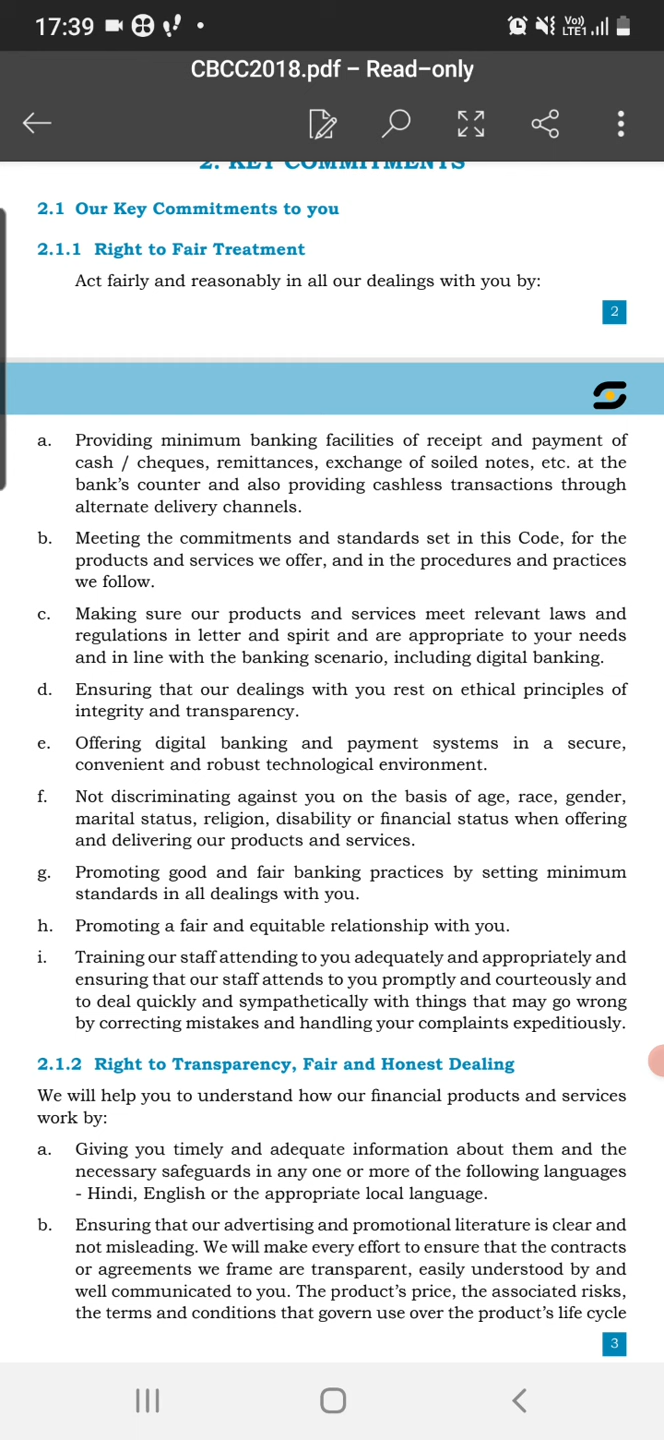 17:39
Vo))
LTE1
CBCC2018.pdf – Read-only
2. KEY COMMITMENTS
2.1 Our Key Commitments to you
2.1.1 Right to Fair Treatment
Act fairly and reasonably in all our dealings with you by:
2
a. Providing minimum banking facilities of receipt and payment of
cash / cheques, remittances, exchange of soiled notes, etc. at the
bank's counter and also providing cashless transactions through
alternate delivery channels.
b. Meeting the commitments and standards set in this Code, for the
products and services we offer, and in the procedures and practices
we follow.
c. Making sure our products and services meet relevant laws and
regulations in letter and spirit and are appropriate to your needs
and in line with the banking scenario, including digital banking.
d. Ensuring that our dealings with you rest on ethical principles of
integrity and transparency.
e. Offering digital banking and payment systems in a secure,
convenient and robust technological environment.
f. Not discriminating against you on the basis of age, race, gender,
marital status, religion, disability or financial status when offering
and delivering our products and services.
g. Promoting good and fair banking practices by setting minimum
standards in all dealings with you.
h. Promoting a fair and equitable relationship with you.
i. Training our staff attending to you adequately and appropriately and
ensuring that our staff attends to you promptly and courteously and
to deal quickly and sympathetically with things that may go wrong
by correcting mistakes and handling your complaints expeditiously.
2.1.2 Right to Transparency, Fair and Honest Dealing
We will help you to understand how our financial products and services
work by:
a. Giving you timely and adequate information about them and the
necessary safeguards in any one or more of the following languages
- Hindi, English or the appropriate local language.
b. Ensuring that our advertising and promotional literature is clear and
not misleading. We will make every effort to ensure that the contracts
or agreements we frame are transparent, easily understood by and
well communicated to you. The product's price, the associated risks,
the terms and conditions that govern use over the product's life cycle
3